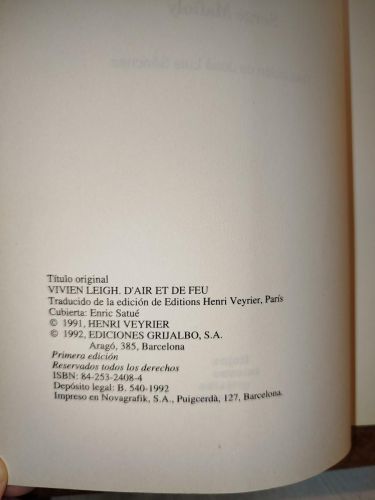 Título original
VIVIEN LEIGH. D'AIR ET DE FEU
Traducido de la edición de Editions Henri Veyrier, París
Cubierta: Enric Satué
© 1991, HENRI VEYRIER
© 1992, EDICIONES GRIJALBO, S.A.
Aragó, 385, Barcelona
Primera edición
Reservados todos los derechos
ISBN: 84-253-2408-4
Depósito legal: B. 540-1992
Impreso en Novagrafik, S.A., Puigcerdà, 127, Barcelona